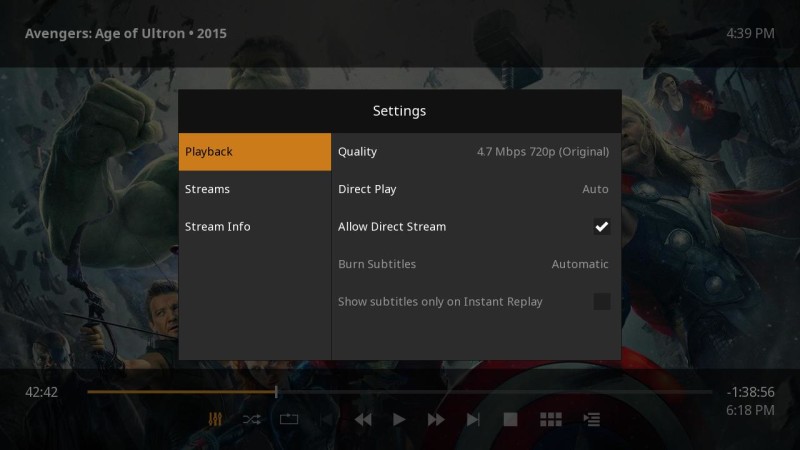 Avengers: Age of Ultron • 2015
4:39 PM
Settings
Playback
Quality 4.7 Mbps 720p (Original)
Streams
Direct Play Auto
Stream Info
Allow Direct Stream
Burn Subtitles Automatic
Show subtitles only on Instant Replay
42:42
-1:38:56
6:18 PM